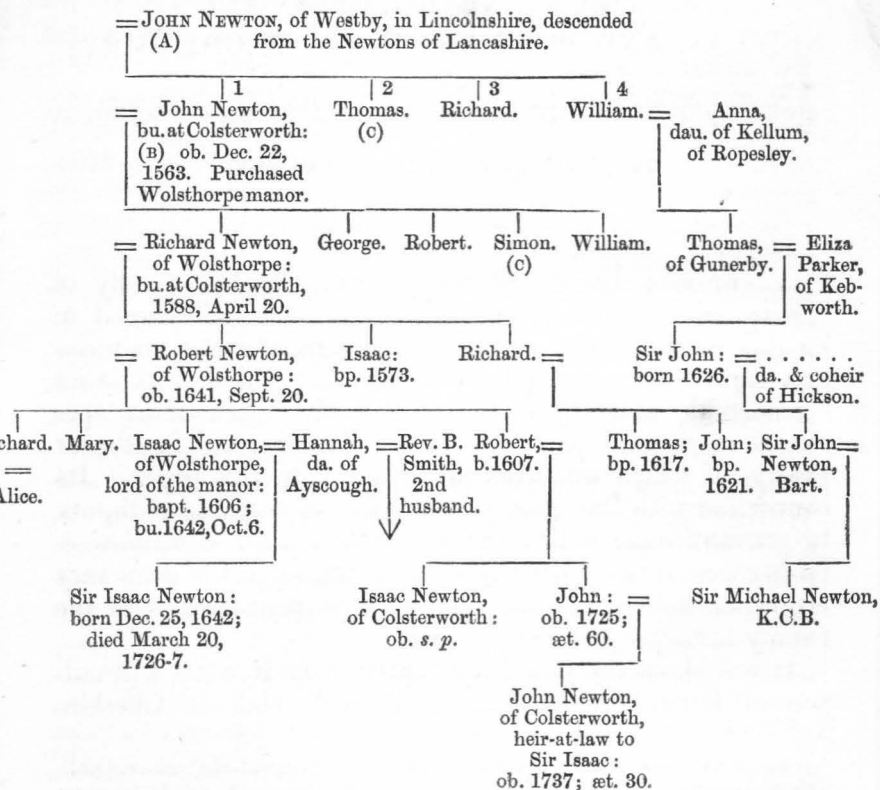 = JOHN NEWTON, of Westby, in Lincolnshire, descended
(A) from the Newtons of Lancashire.
1 2 3 4
= John Newton, Thomas. Richard. William. = Anna,
bu. at Colsterworth: (C) dau. of Kellum,
(B) ob. Dec. 22, of Ropesley.
1563. Purchased
Wolsthorpe manor.
= Richard Newton, George. Robert. Simon. William. Thomas, = Eliza
of Wolsthorpe: (C) of Gunerby. Parker,
bu. at Colsterworth, of Keb-
1588, April 20. worth.
= Robert Newton, Isaac: Richard. = Sir John: = . . . . . . .
of Wolsthorpe: bp. 1573. born 1626. da. & coheir
ob. 1641, Sept. 20. of Hickson.
chard. Mary. Isaac Newton, = Hannah, = Rev. B. Robert, = Thomas; John; Sir John =
= of Wolsthorpe, da. of Smith, b. 1607. bp. 1617. bp. Newton,
Alice. lord of the manor: Ayscough. 2nd 1621. Bart.
bapt. 1606; husband.
bu. 1642, Oct. 6.
Sir Isaac Newton: Isaac Newton, John: = Sir Michael Newton,
born Dec. 25, 1642; of Colsterworth: ob. 1725; K.C.B.
died March 20, ob. s. p. æt. 60.
1726-7.
John Newton,
of Colsterworth,
heir-at-law to
Sir Isaac:
ob. 1737; æt. 30.